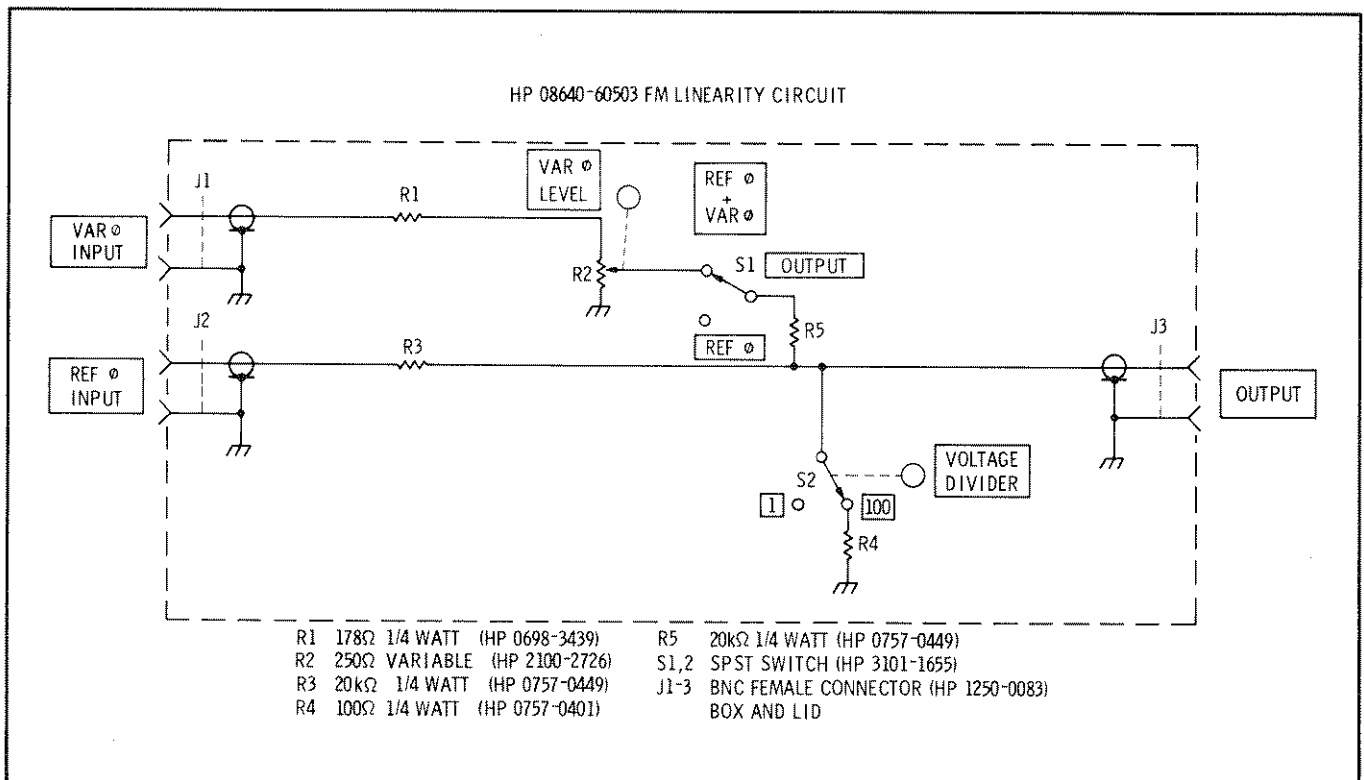 HP 08640-60503 FM LINEARITY CIRCUIT
J1
VAR ø
INPUT
R1
VAR ø
LEVEL
REF ø
+
VAR ø
R2
S1
OUTPUT
J2
REF ø
INPUT
R3
REF ø
R5
J3
OUTPUT
S2
VOLTAGE
DIVIDER
1
100
R4
R1 178Ω 1/4 WATT (HP 0698-3439)
R2 250Ω VARIABLE (HP 2100-2726)
R3 20kΩ 1/4 WATT (HP 0757-0449)
R4 100Ω 1/4 WATT (HP 0757-0401)
R5 20kΩ 1/4 WATT (HP 0757-0449)
S1,2 SPST SWITCH (HP 3101-1655)
J1-3 BNC FEMALE CONNECTOR (HP 1250-0083)
BOX AND LID